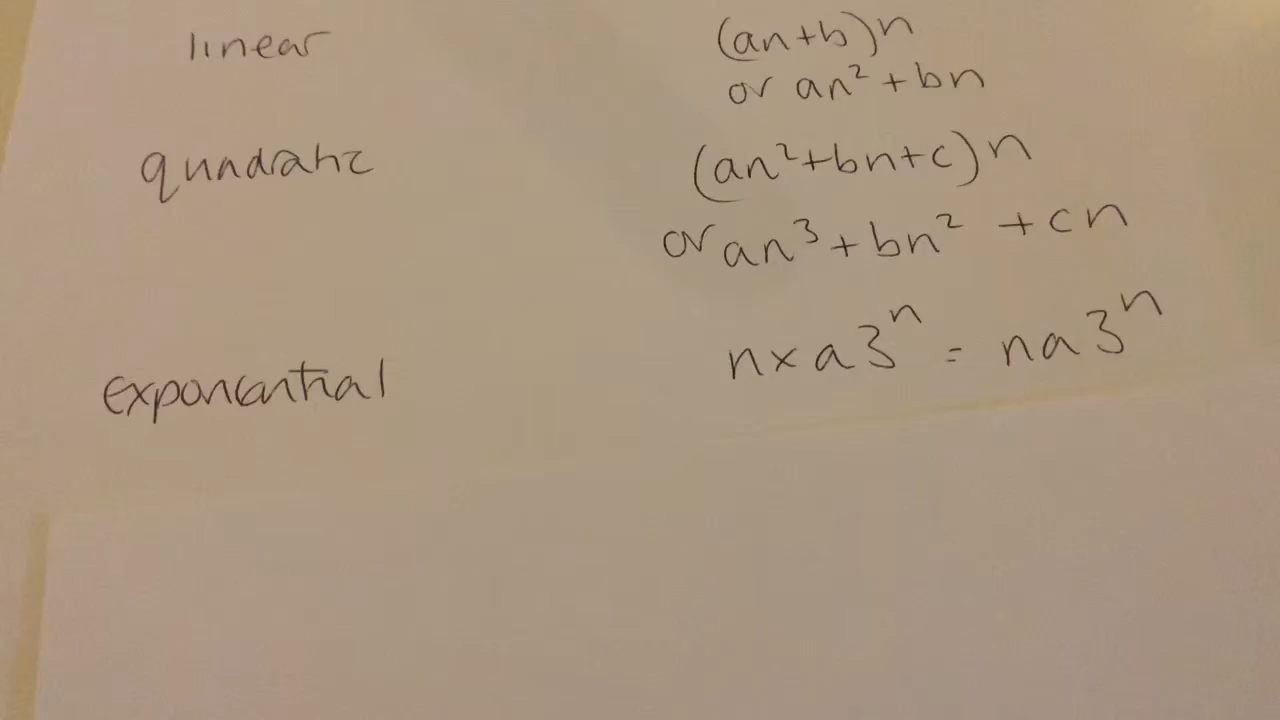 linear (an+b)n
or an² + bn
quadratic (an²+bn+c)n
or an³ + bn² + cn
exponential n×a3ⁿ = na3ⁿ